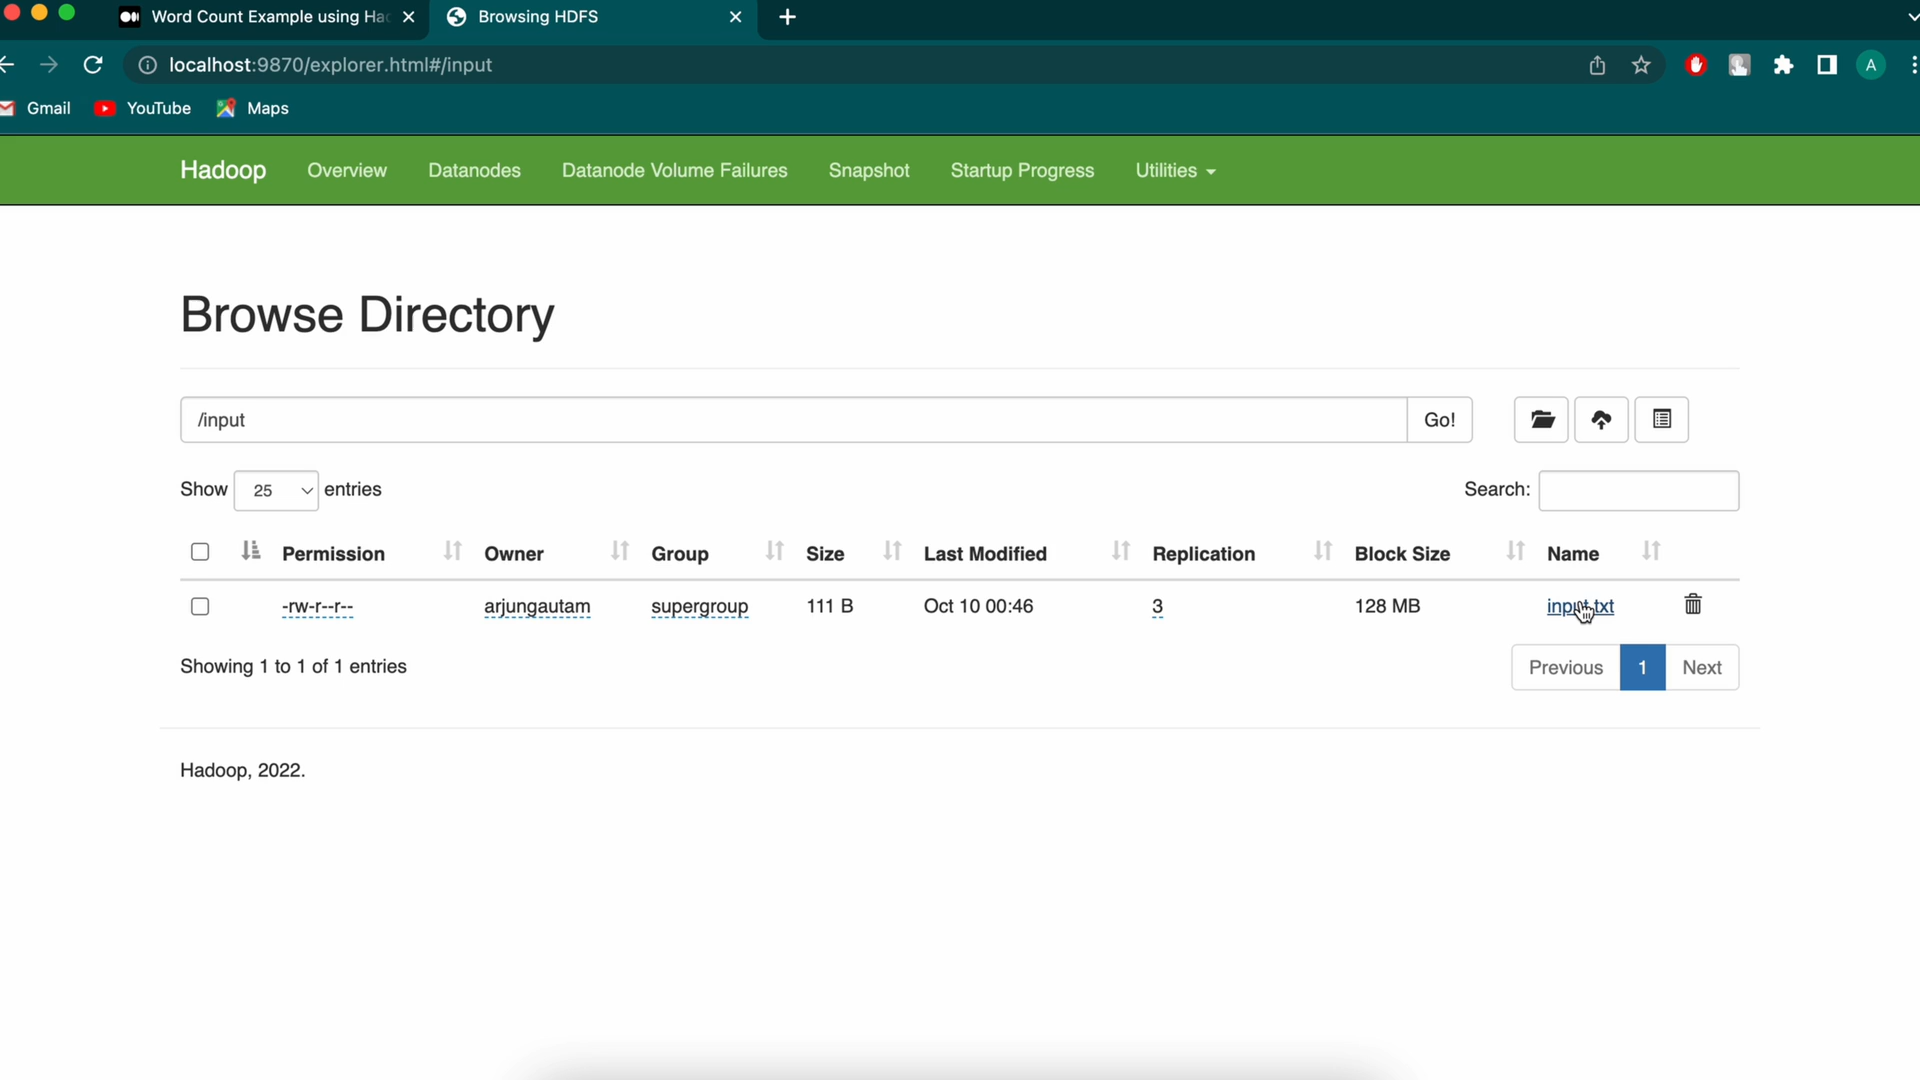 Word Count Example using Ha
Browsing HDFS
localhost:9870/explorer.html#/input
A
Gmail YouTube Maps
Hadoop Overview Datanodes Datanode Volume Failures Snapshot Startup Progress Utilities
Browse Directory
/input Go!
Show 25 entries Search:
Permission Owner Group Size Last Modified Replication Block Size Name
-rw-r--r-- arjungautam supergroup 111 B Oct 10 00:46 3 128 MB input.txt
Showing 1 to 1 of 1 entries Previous 1 Next
Hadoop, 2022.